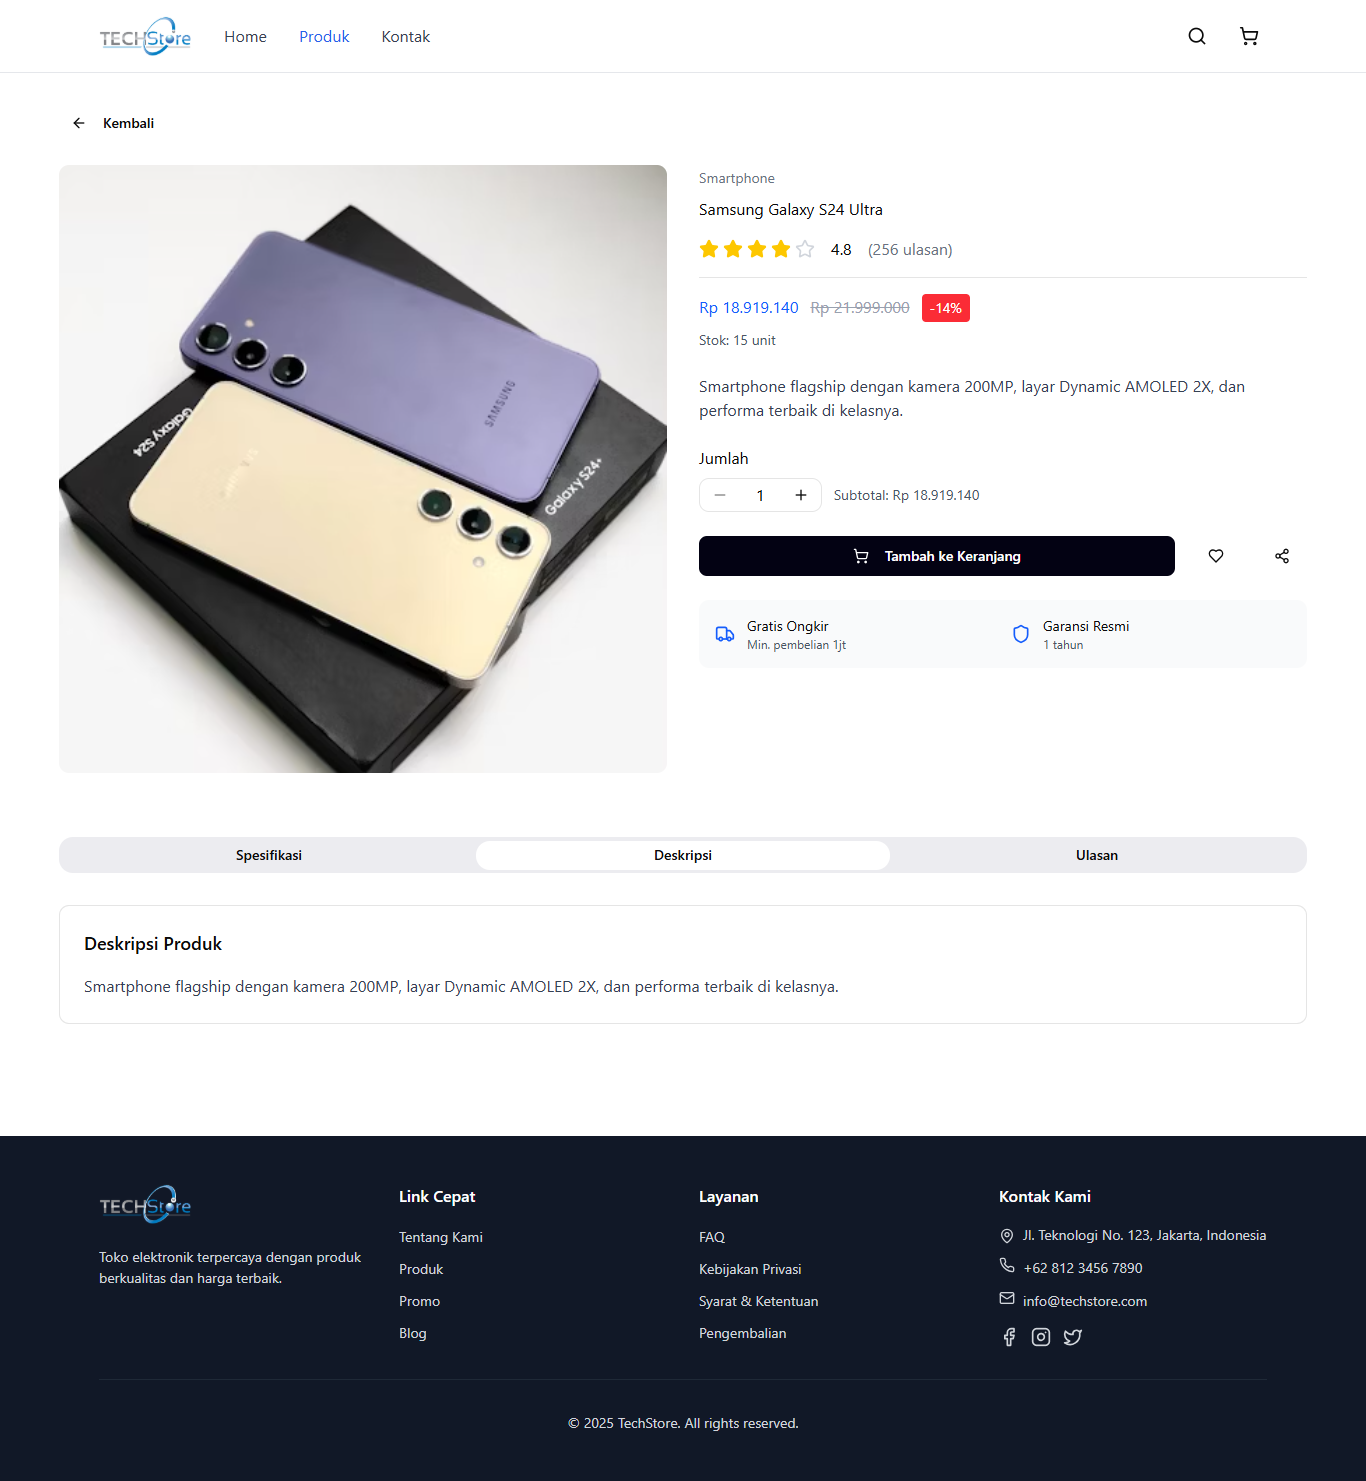 TECHStore
Home
Produk
Kontak
Kembali
Galaxy S24
SAMSUNG
Galaxy S24+
Smartphone
Samsung Galaxy S24 Ultra
4.8 (256 ulasan)
Rp 18.919.140 Rp 21.999.000 -14%
Stok: 15 unit
Smartphone flagship dengan kamera 200MP, layar Dynamic AMOLED 2X, dan
performa terbaik di kelasnya.
Jumlah
1
Subtotal: Rp 18.919.140
Tambah ke Keranjang
Gratis Ongkir
Min. pembelian 1jt
Garansi Resmi
1 tahun
Spesifikasi
Deskripsi
Ulasan
Deskripsi Produk
Smartphone flagship dengan kamera 200MP, layar Dynamic AMOLED 2X, dan performa terbaik di kelasnya.
TECHStore
Toko elektronik terpercaya dengan produk
berkualitas dan harga terbaik.
Link Cepat
Tentang Kami
Produk
Promo
Blog
Layanan
FAQ
Kebijakan Privasi
Syarat & Ketentuan
Pengembalian
Kontak Kami
Jl. Teknologi No. 123, Jakarta, Indonesia
+62 812 3456 7890
info@techstore.com
© 2025 TechStore. All rights reserved.